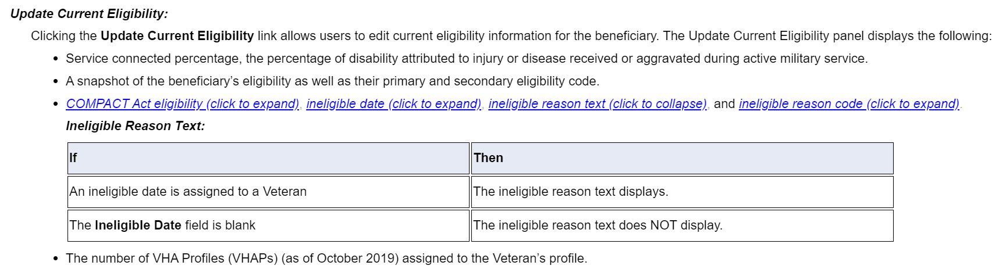 Update Current Eligibility:
Clicking the Update Current Eligibility link allows users to edit current eligibility information for the beneficiary. The Update Current Eligibility panel displays the following:
• Service connected percentage, the percentage of disability attributed to injury or disease received or aggravated during active military service.
• A snapshot of the beneficiary's eligibility as well as their primary and secondary eligibility code.
• COMPACT Act eligibility (click to expand), ineligible date (click to expand), ineligible reason text (click to collapse), and ineligible reason code (click to expand).
Ineligible Reason Text:
If Then
An ineligible date is assigned to a Veteran The ineligible reason text displays.
The Ineligible Date field is blank The ineligible reason text does NOT display.
• The number of VHA Profiles (VHAPs) (as of October 2019) assigned to the Veteran's profile.